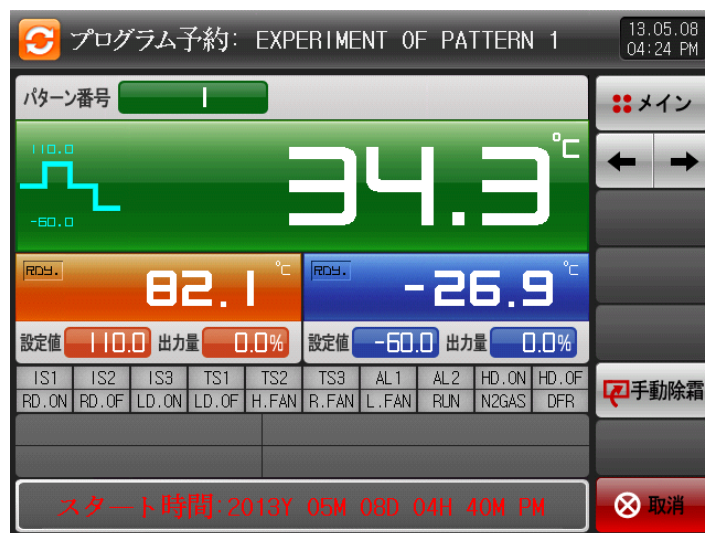 プログラム予約: EXPERIMENT OF PATTERN 1
13.05.08
04:24 PM
パターン番号 1
メイン
110.0
-60.0
34.3℃
← →
RDY. 82.1 ℃
RDY. -26.9 ℃
設定値 110.0 出力量 0.0%
設定値 -60.0 出力量 0.0%
IS1 IS2 IS3 TS1 TS2 TS3 AL1 AL2 HD.ON HD.OF
RD.ON RD.OF LD.ON LD.OF H.FAN R.FAN L.FAN RUN N2GAS DFR
手動除霜
スタート時間:2013Y 05M 08D 04H 40M PM
取消